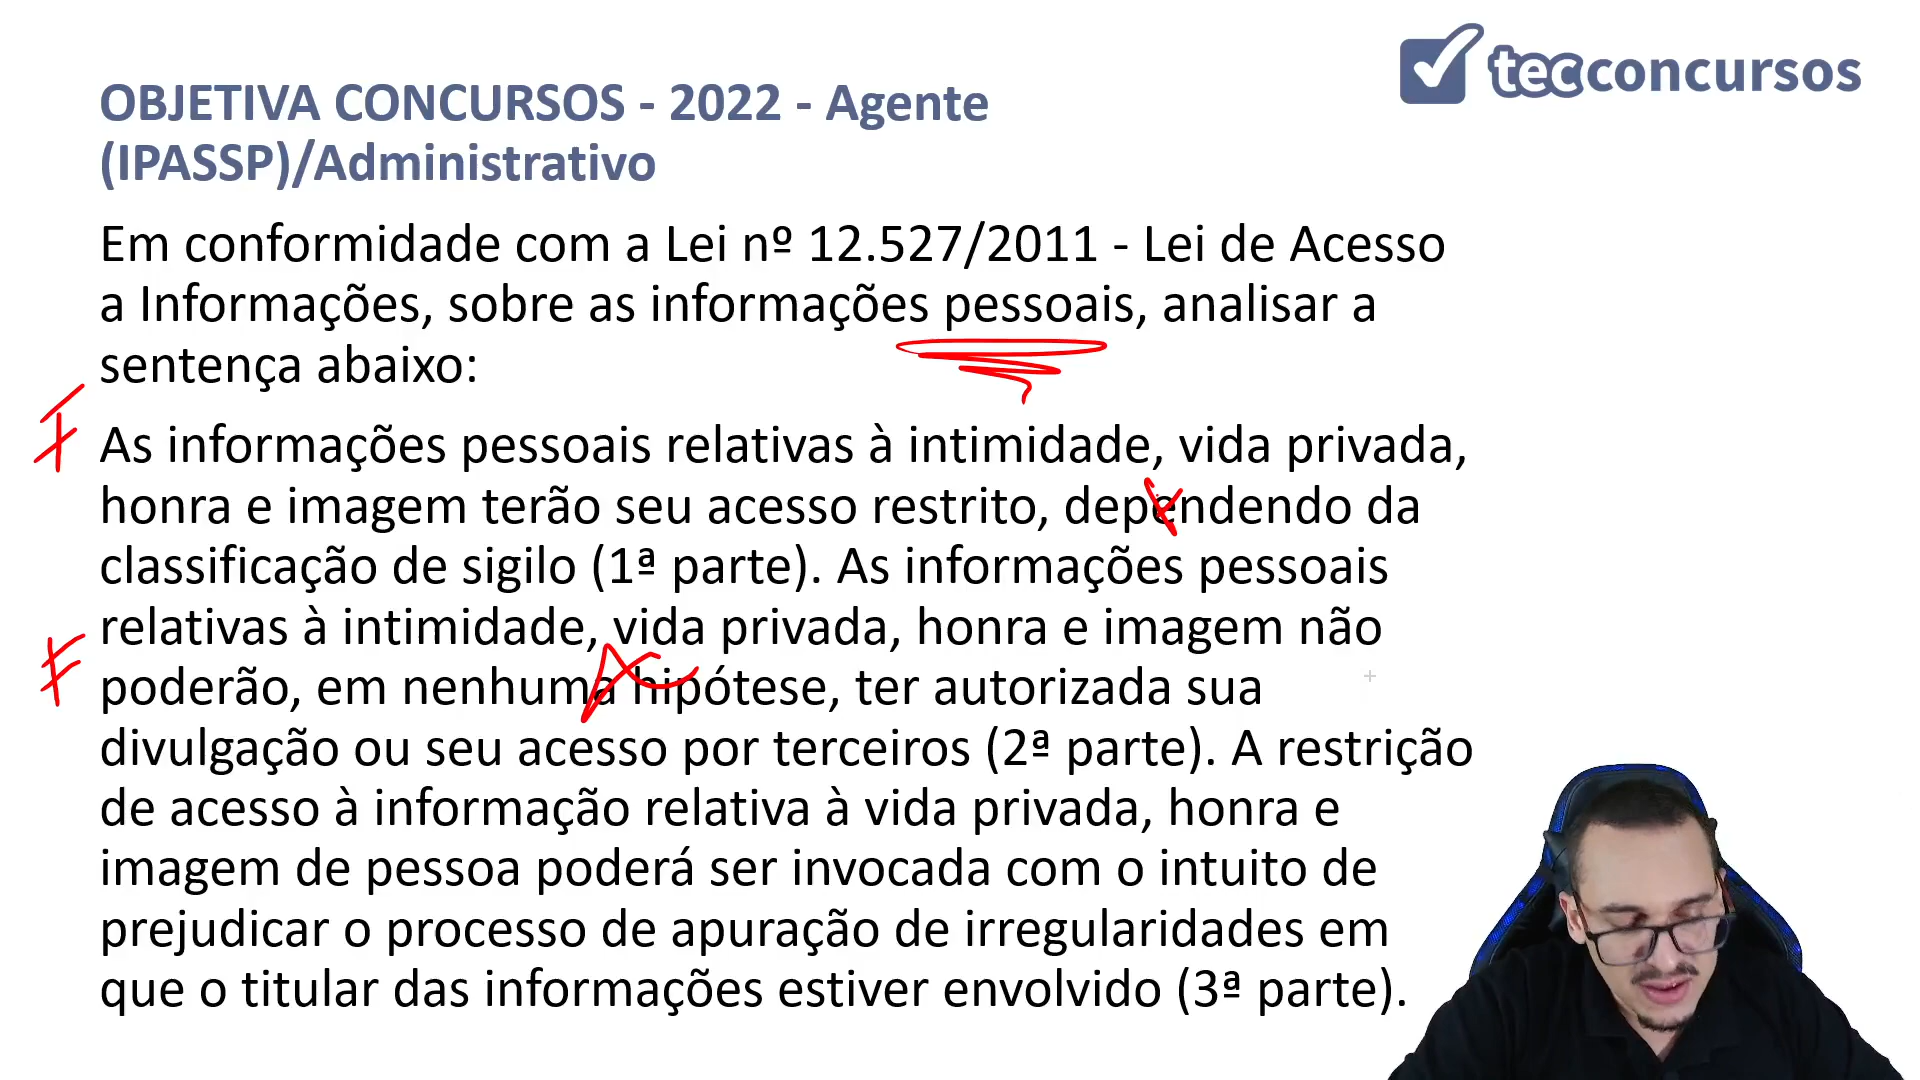 tecconcursos
OBJETIVA CONCURSOS - 2022 - Agente
(IPASSP)/Administrativo
Em conformidade com a Lei nº 12.527/2011 - Lei de Acesso
a Informações, sobre as informações pessoais, analisar a
sentença abaixo:
F As informações pessoais relativas à intimidade, vida privada,
honra e imagem terão seu acesso restrito, dependendo da
classificação de sigilo (1ª parte). As informações pessoais
relativas à intimidade, vida privada, honra e imagem não
F poderão, em nenhuma hipótese, ter autorizada sua
divulgação ou seu acesso por terceiros (2ª parte). A restrição
de acesso à informação relativa à vida privada, honra e
imagem de pessoa poderá ser invocada com o intuito de
prejudicar o processo de apuração de irregularidades em
que o titular das informações estiver envolvido (3ª parte).